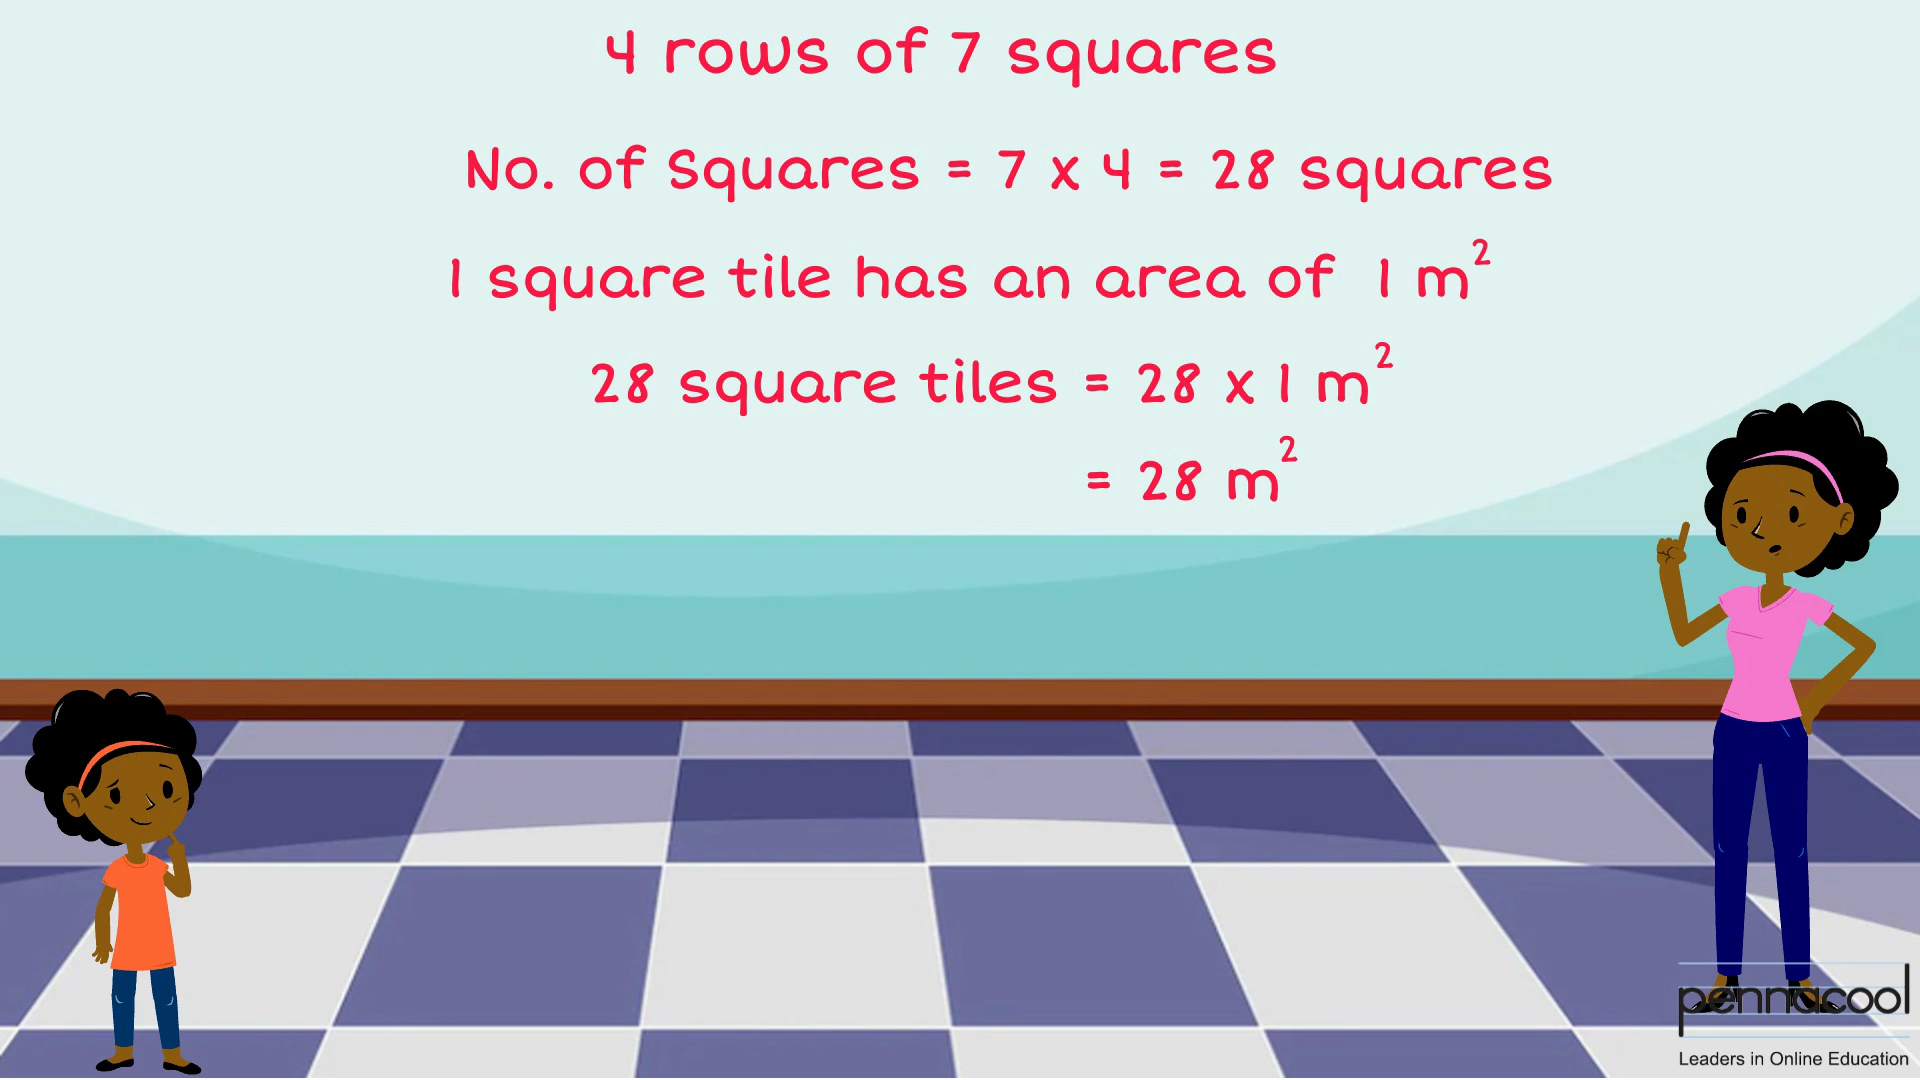 4 rows of 7 squares
No. of Squares = 7 x 4 = 28 squares
1 square tile has an area of 1 m²
28 square tiles = 28 x 1 m²
= 28 m²
pennacool
Leaders in Online Education